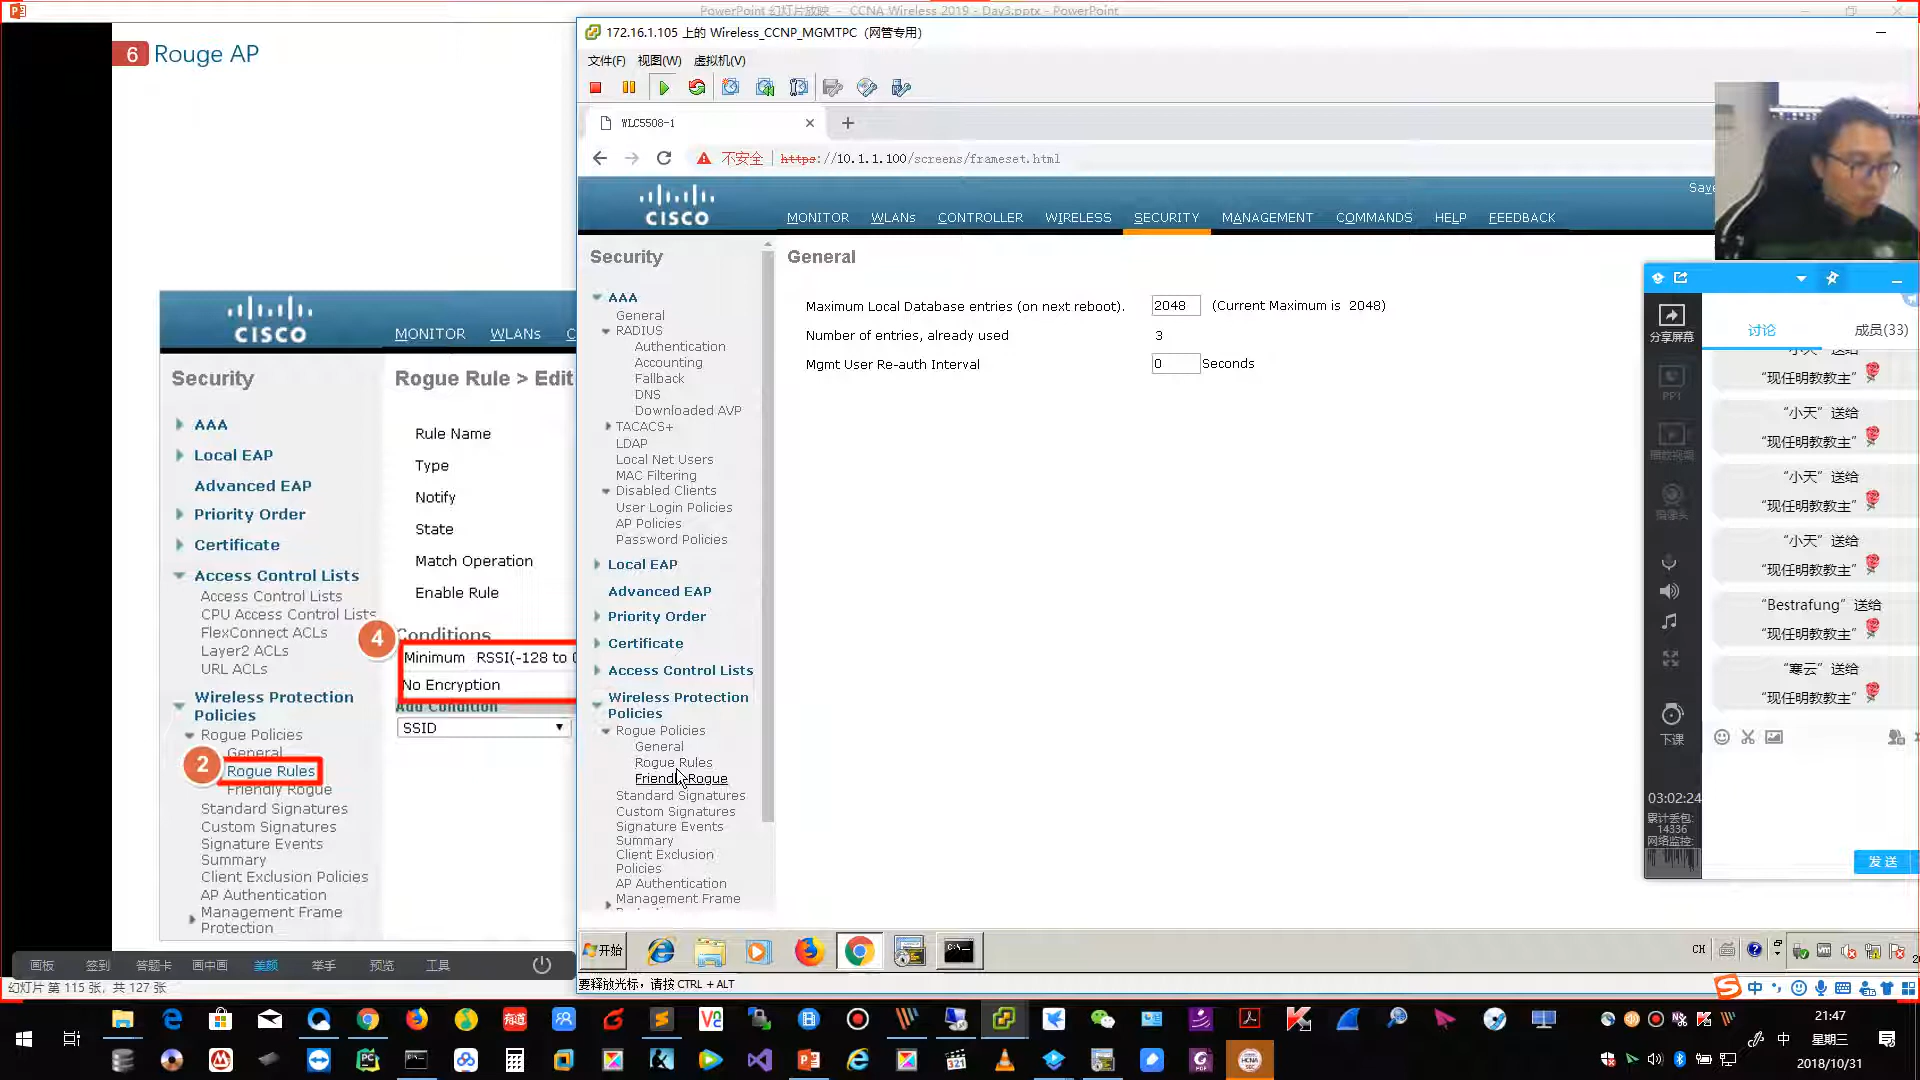 PowerPoint 幻灯片放映 - CCNA Wireless 2019 - Day3.pptx - PowerPoint
6 Rouge AP
CISCO
MONITOR WLANs C
Security
AAA
Local EAP
Advanced EAP
Priority Order
Certificate
Access Control Lists
Access Control Lists
CPU Access Control Lists
FlexConnect ACLs
Layer2 ACLs
URL ACLs
Wireless Protection
Policies
Rogue Policies
General
2 Rogue Rules
Friendly Rogue
Standard Signatures
Custom Signatures
Signature Events
Summary
Client Exclusion Policies
AP Authentication
Management Frame
Protection
Rogue Rule > Edit
Rule Name
Type
Notify
State
Match Operation
Enable Rule
Conditions
4
Minimum RSSI(-128 to
No Encryption
Add Condition
SSID
画板 签到 答题卡 画中画 美颜 举手 预览 工具
幻灯片 第 115 张，共 127 张
172.16.1.105 上的 Wireless_CCNP_MGMTPC (网管专用)
文件(F) 视图(W) 虚拟机(V)
WLC5508-1
不安全 https://10.1.1.100/screens/frameset.html
CISCO
MONITOR WLANs CONTROLLER WIRELESS SECURITY MANAGEMENT COMMANDS HELP FEEDBACK
Security
AAA
General
RADIUS
Authentication
Accounting
Fallback
DNS
Downloaded AVP
TACACS+
LDAP
Local Net Users
MAC Filtering
Disabled Clients
User Login Policies
AP Policies
Password Policies
Local EAP
Advanced EAP
Priority Order
Certificate
Access Control Lists
Wireless Protection
Policies
Rogue Policies
General
Rogue Rules
Friendly Rogue
Standard Signatures
Custom Signatures
Signature Events
Summary
Client Exclusion
Policies
AP Authentication
Management Frame
General
Maximum Local Database entries (on next reboot). 2048 (Current Maximum is 2048)
Number of entries, already used 3
Mgmt User Re-auth Interval 0 Seconds
开始
CH
要释放光标，请按 CTRL + ALT
分享屏幕
PPT
下课
03:02:24
累计丢包:
14336
网络监控:
讨论 成员(33)
“现任明教教主”
“小天” 送给
“现任明教教主”
“小天” 送给
“现任明教教主”
“小天” 送给
“现任明教教主”
“Bestrafung” 送给
“现任明教教主”
“寒云” 送给
“现任明教教主”
发 送
中
21:47
中 星期三
2018/10/31